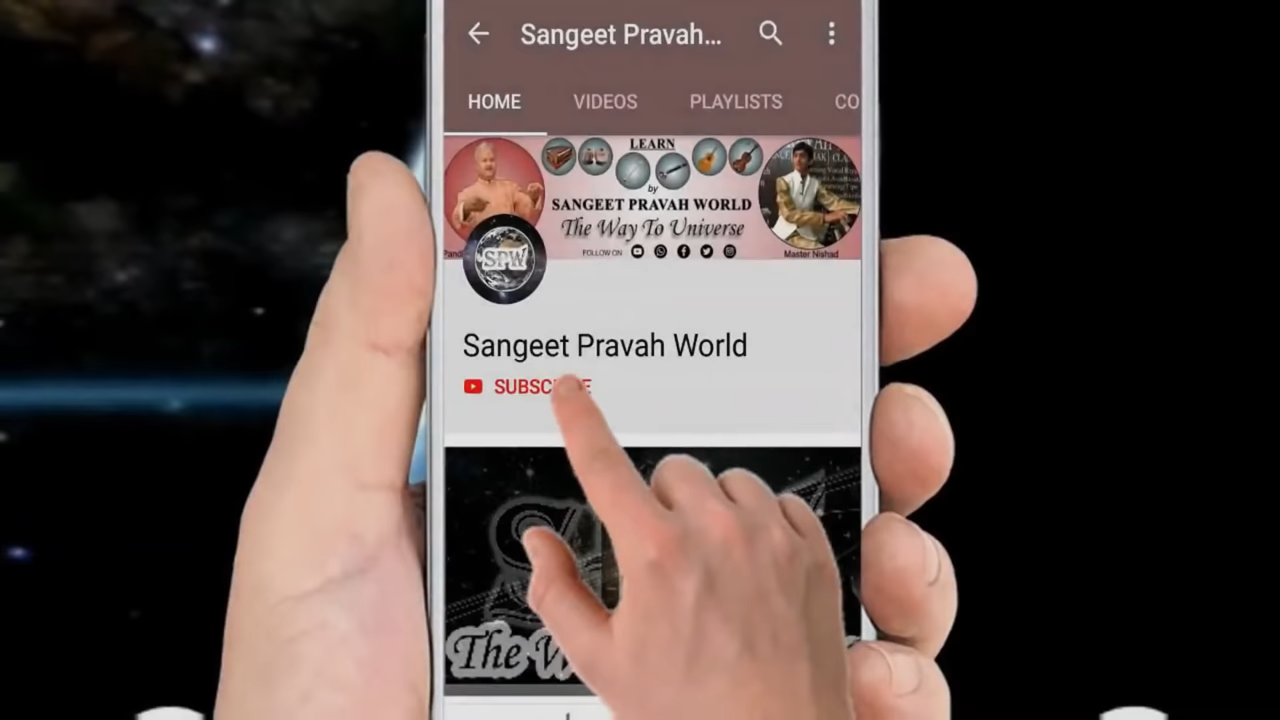 Sangeet Pravah...
HOME VIDEOS PLAYLISTS CO
LEARN
by
SANGEET PRAVAH WORLD
The Way To Universe
FOLLOW ON
Master Nishad
SPW
Sangeet Pravah World
The